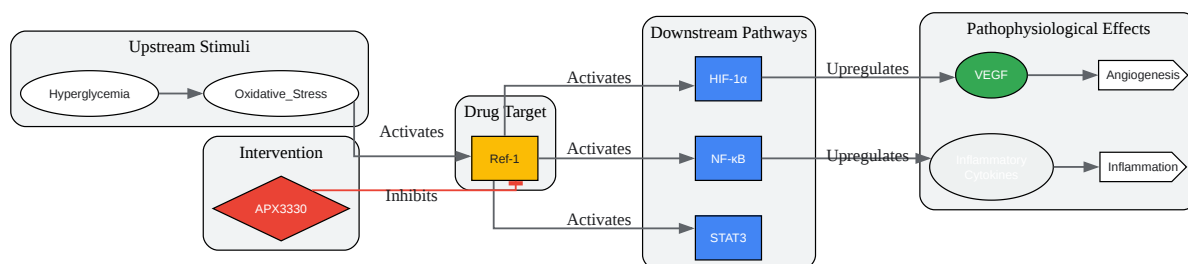 Upstream Stimuli
Hyperglycemia
Oxidative_Stress
Activates
Intervention
APX3330
Inhibits
Drug Target
Ref-1
Activates
Activates
Activates
Downstream Pathways
HIF-1α
NF-κB
STAT3
Upregulates
Upregulates
Pathophysiological Effects
VEGF
Angiogenesis
Inflammatory
Cytokines
Inflammation